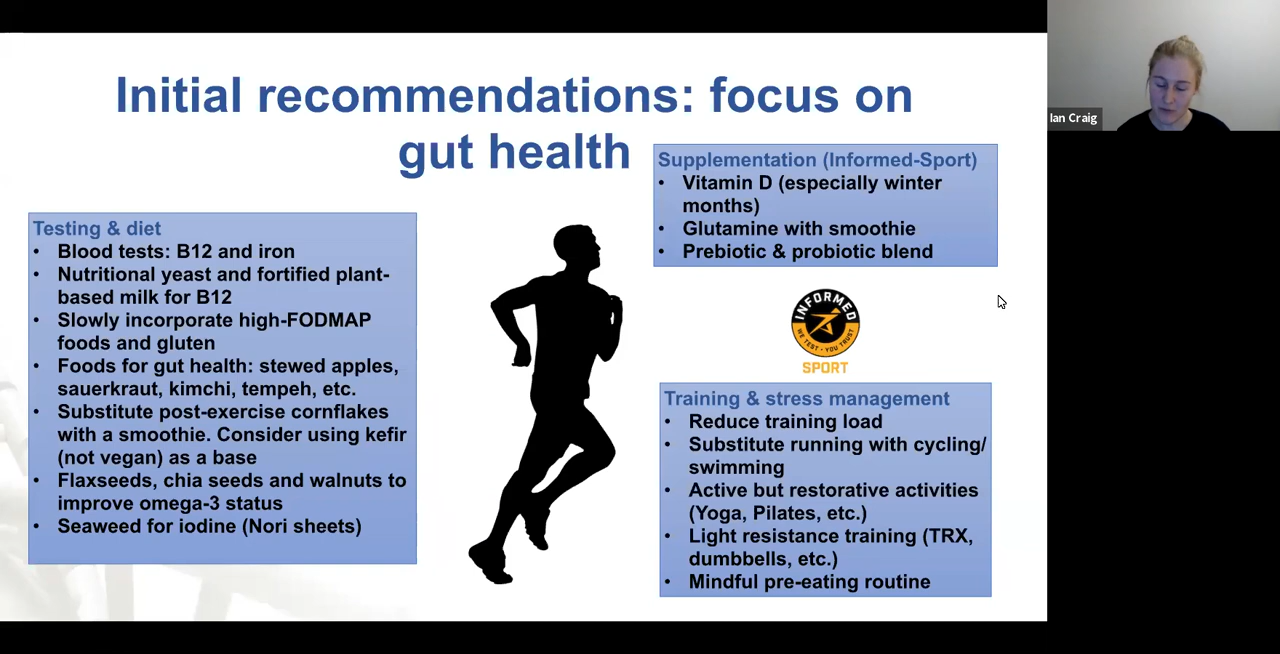 Initial recommendations: focus on
gut health
Testing & diet
• Blood tests: B12 and iron
• Nutritional yeast and fortified plant-
based milk for B12
• Slowly incorporate high-FODMAP
foods and gluten
• Foods for gut health: stewed apples,
sauerkraut, kimchi, tempeh, etc.
• Substitute post-exercise cornflakes
with a smoothie. Consider using kefir
(not vegan) as a base
• Flaxseeds, chia seeds and walnuts to
improve omega-3 status
• Seaweed for iodine (Nori sheets)
Supplementation (Informed-Sport)
• Vitamin D (especially winter
months)
• Glutamine with smoothie
• Prebiotic & probiotic blend
INFORMED
WE TEST • YOU TRUST
SPORT
Training & stress management
• Reduce training load
• Substitute running with cycling/
swimming
• Active but restorative activities
(Yoga, Pilates, etc.)
• Light resistance training (TRX,
dumbbells, etc.)
• Mindful pre-eating routine
Ian Craig